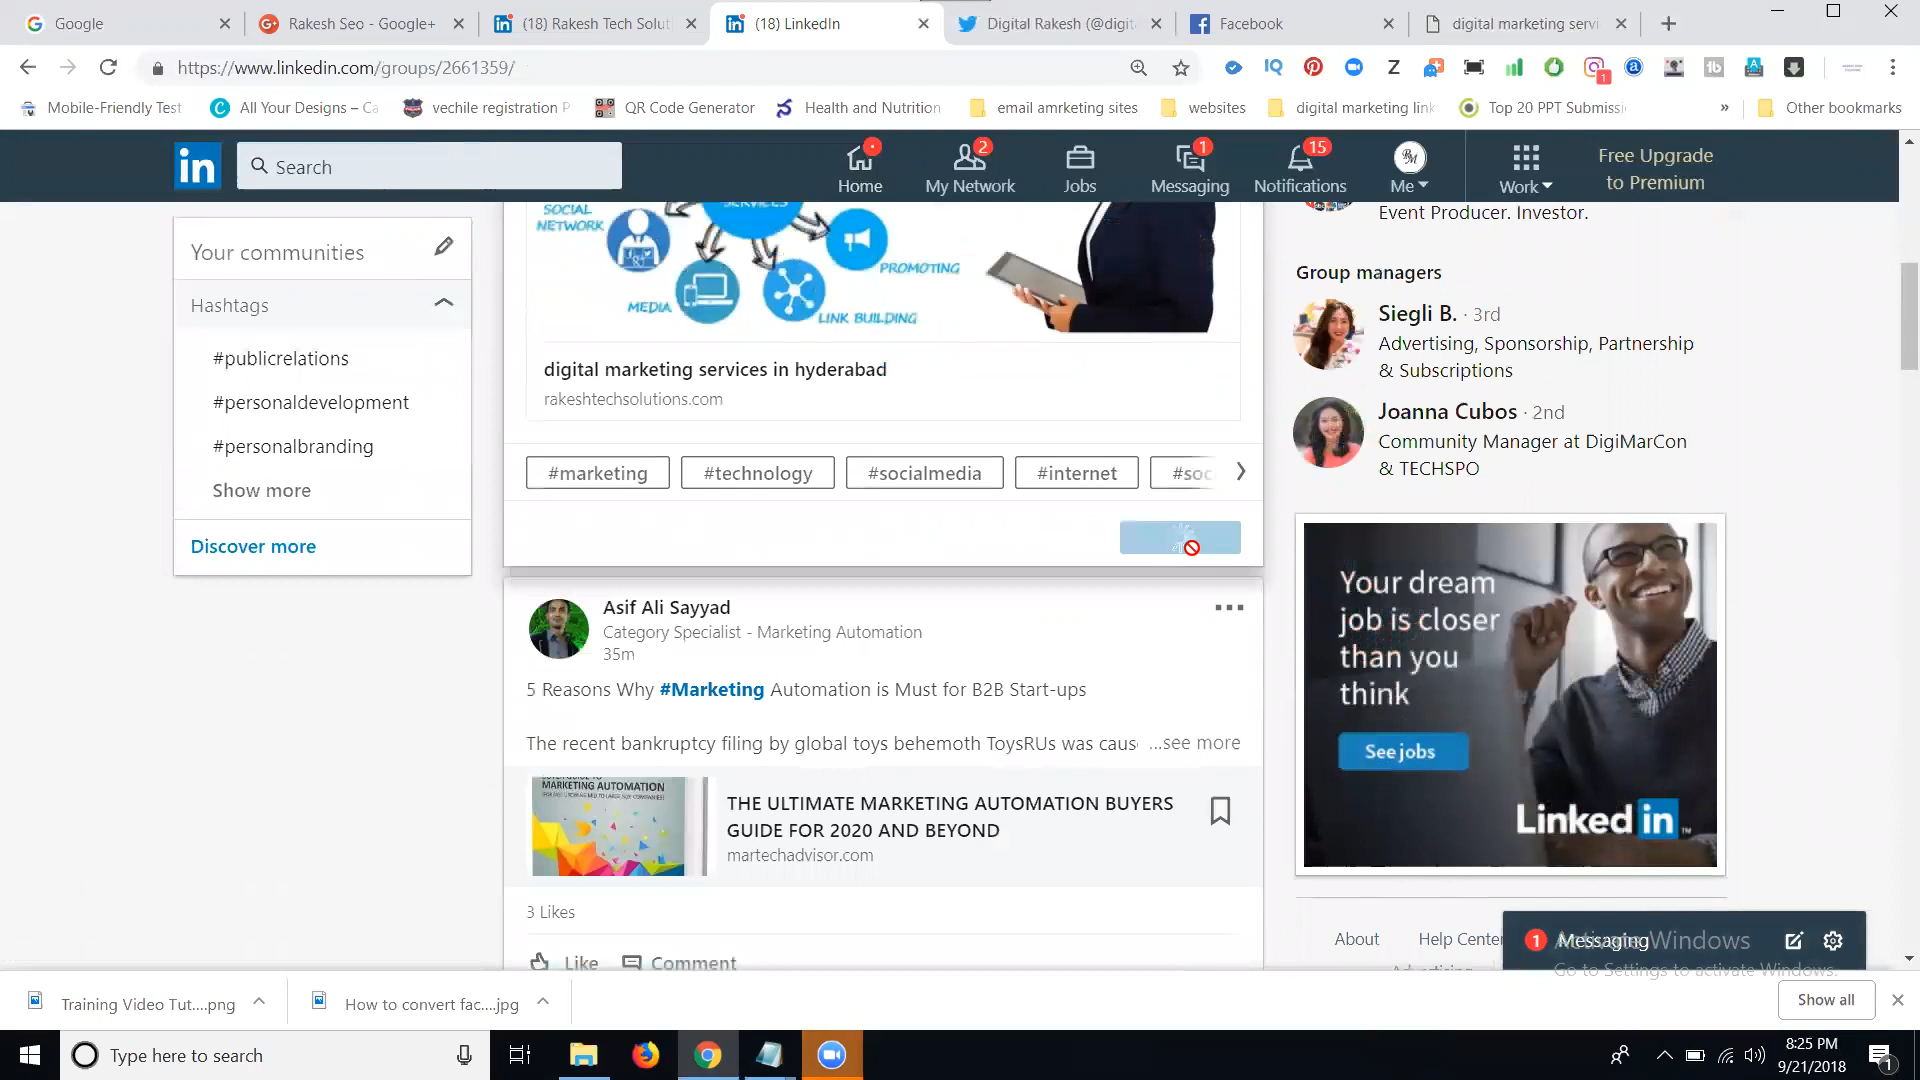 Google
Rakesh Seo - Google+
(18) Rakesh Tech Solut
(18) LinkedIn
Digital Rakesh (@digit
Facebook
digital marketing servi
https://www.linkedin.com/groups/2661359/
Mobile-Friendly Test
All Your Designs – Ca
vechile registration P
QR Code Generator
Health and Nutrition
email amrketing sites
websites
digital marketing link
Top 20 PPT Submissi
Other bookmarks
in
Search
Home
2
My Network
Jobs
1
Messaging
15
Notifications
Me
Work
Free Upgrade
to Premium
Your communities
Hashtags
#publicrelations
#personaldevelopment
#personalbranding
Show more
Discover more
SERVICES
SOCIAL
NETWORK
PROMOTING
MEDIA
LINK BUILDING
digital marketing services in hyderabad
rakeshtechsolutions.com
#marketing
#technology
#socialmedia
#internet
#soc
Asif Ali Sayyad
Category Specialist - Marketing Automation
35m
5 Reasons Why #Marketing Automation is Must for B2B Start-ups
The recent bankruptcy filing by global toys behemoth ToysRUs was caus ...see more
MARKETING AUTOMATION
THE ULTIMATE MARKETING AUTOMATION BUYERS
GUIDE FOR 2020 AND BEYOND
martechadvisor.com
3 Likes
Like
Comment
Event Producer. Investor.
Group managers
Siegli B. · 3rd
Advertising, Sponsorship, Partnership
& Subscriptions
Joanna Cubos · 2nd
Community Manager at DigiMarCon
& TECHSPO
Your dream
job is closer
than you
think
See jobs
Linked in
About
Help Center
1
Messaging
Activate Windows
Go to Settings to activate Windows.
Training Video Tut....png
How to convert fac....jpg
Show all
Type here to search
8:25 PM
9/21/2018
1